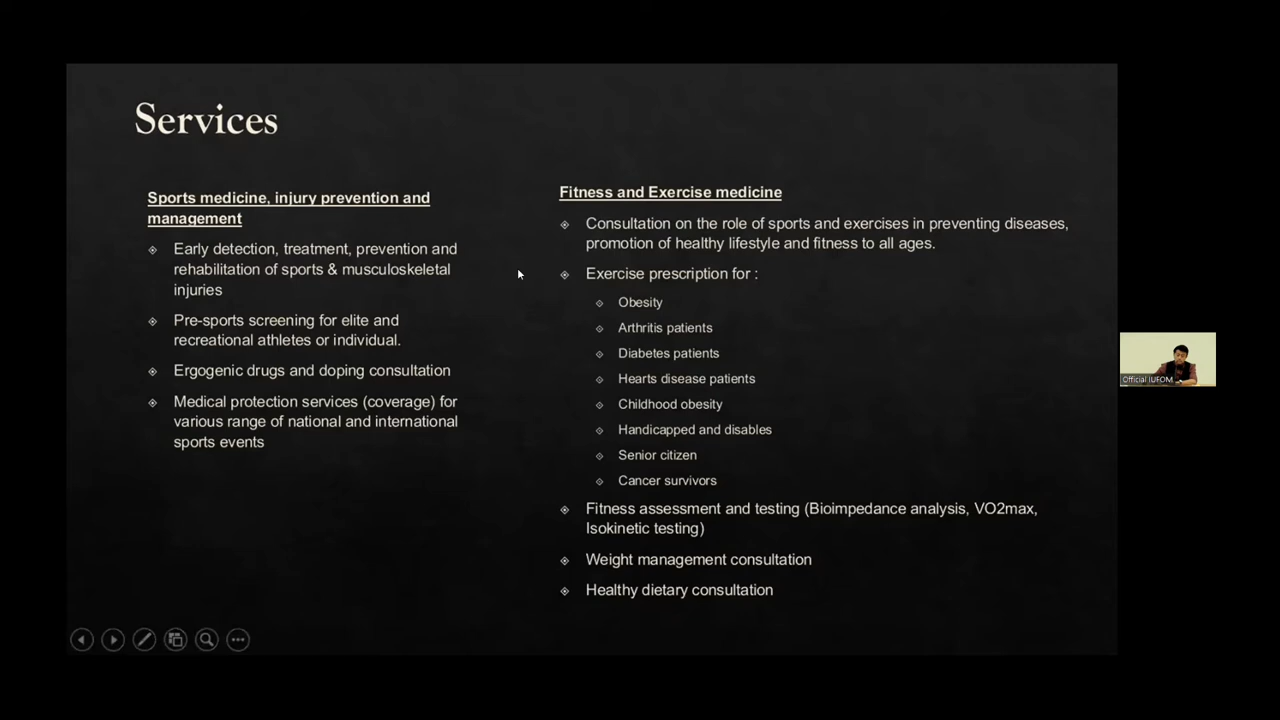 Services
Sports medicine, injury prevention and
management
Early detection, treatment, prevention and
rehabilitation of sports & musculoskeletal
injuries
Pre-sports screening for elite and
recreational athletes or individual.
Ergogenic drugs and doping consultation
Medical protection services (coverage) for
various range of national and international
sports events
Fitness and Exercise medicine
Consultation on the role of sports and exercises in preventing diseases,
promotion of healthy lifestyle and fitness to all ages.
Exercise prescription for :
Obesity
Arthritis patients
Diabetes patients
Hearts disease patients
Childhood obesity
Handicapped and disables
Senior citizen
Cancer survivors
Fitness assessment and testing (Bioimpedance analysis, VO2max,
Isokinetic testing)
Weight management consultation
Healthy dietary consultation
Official IUFOM